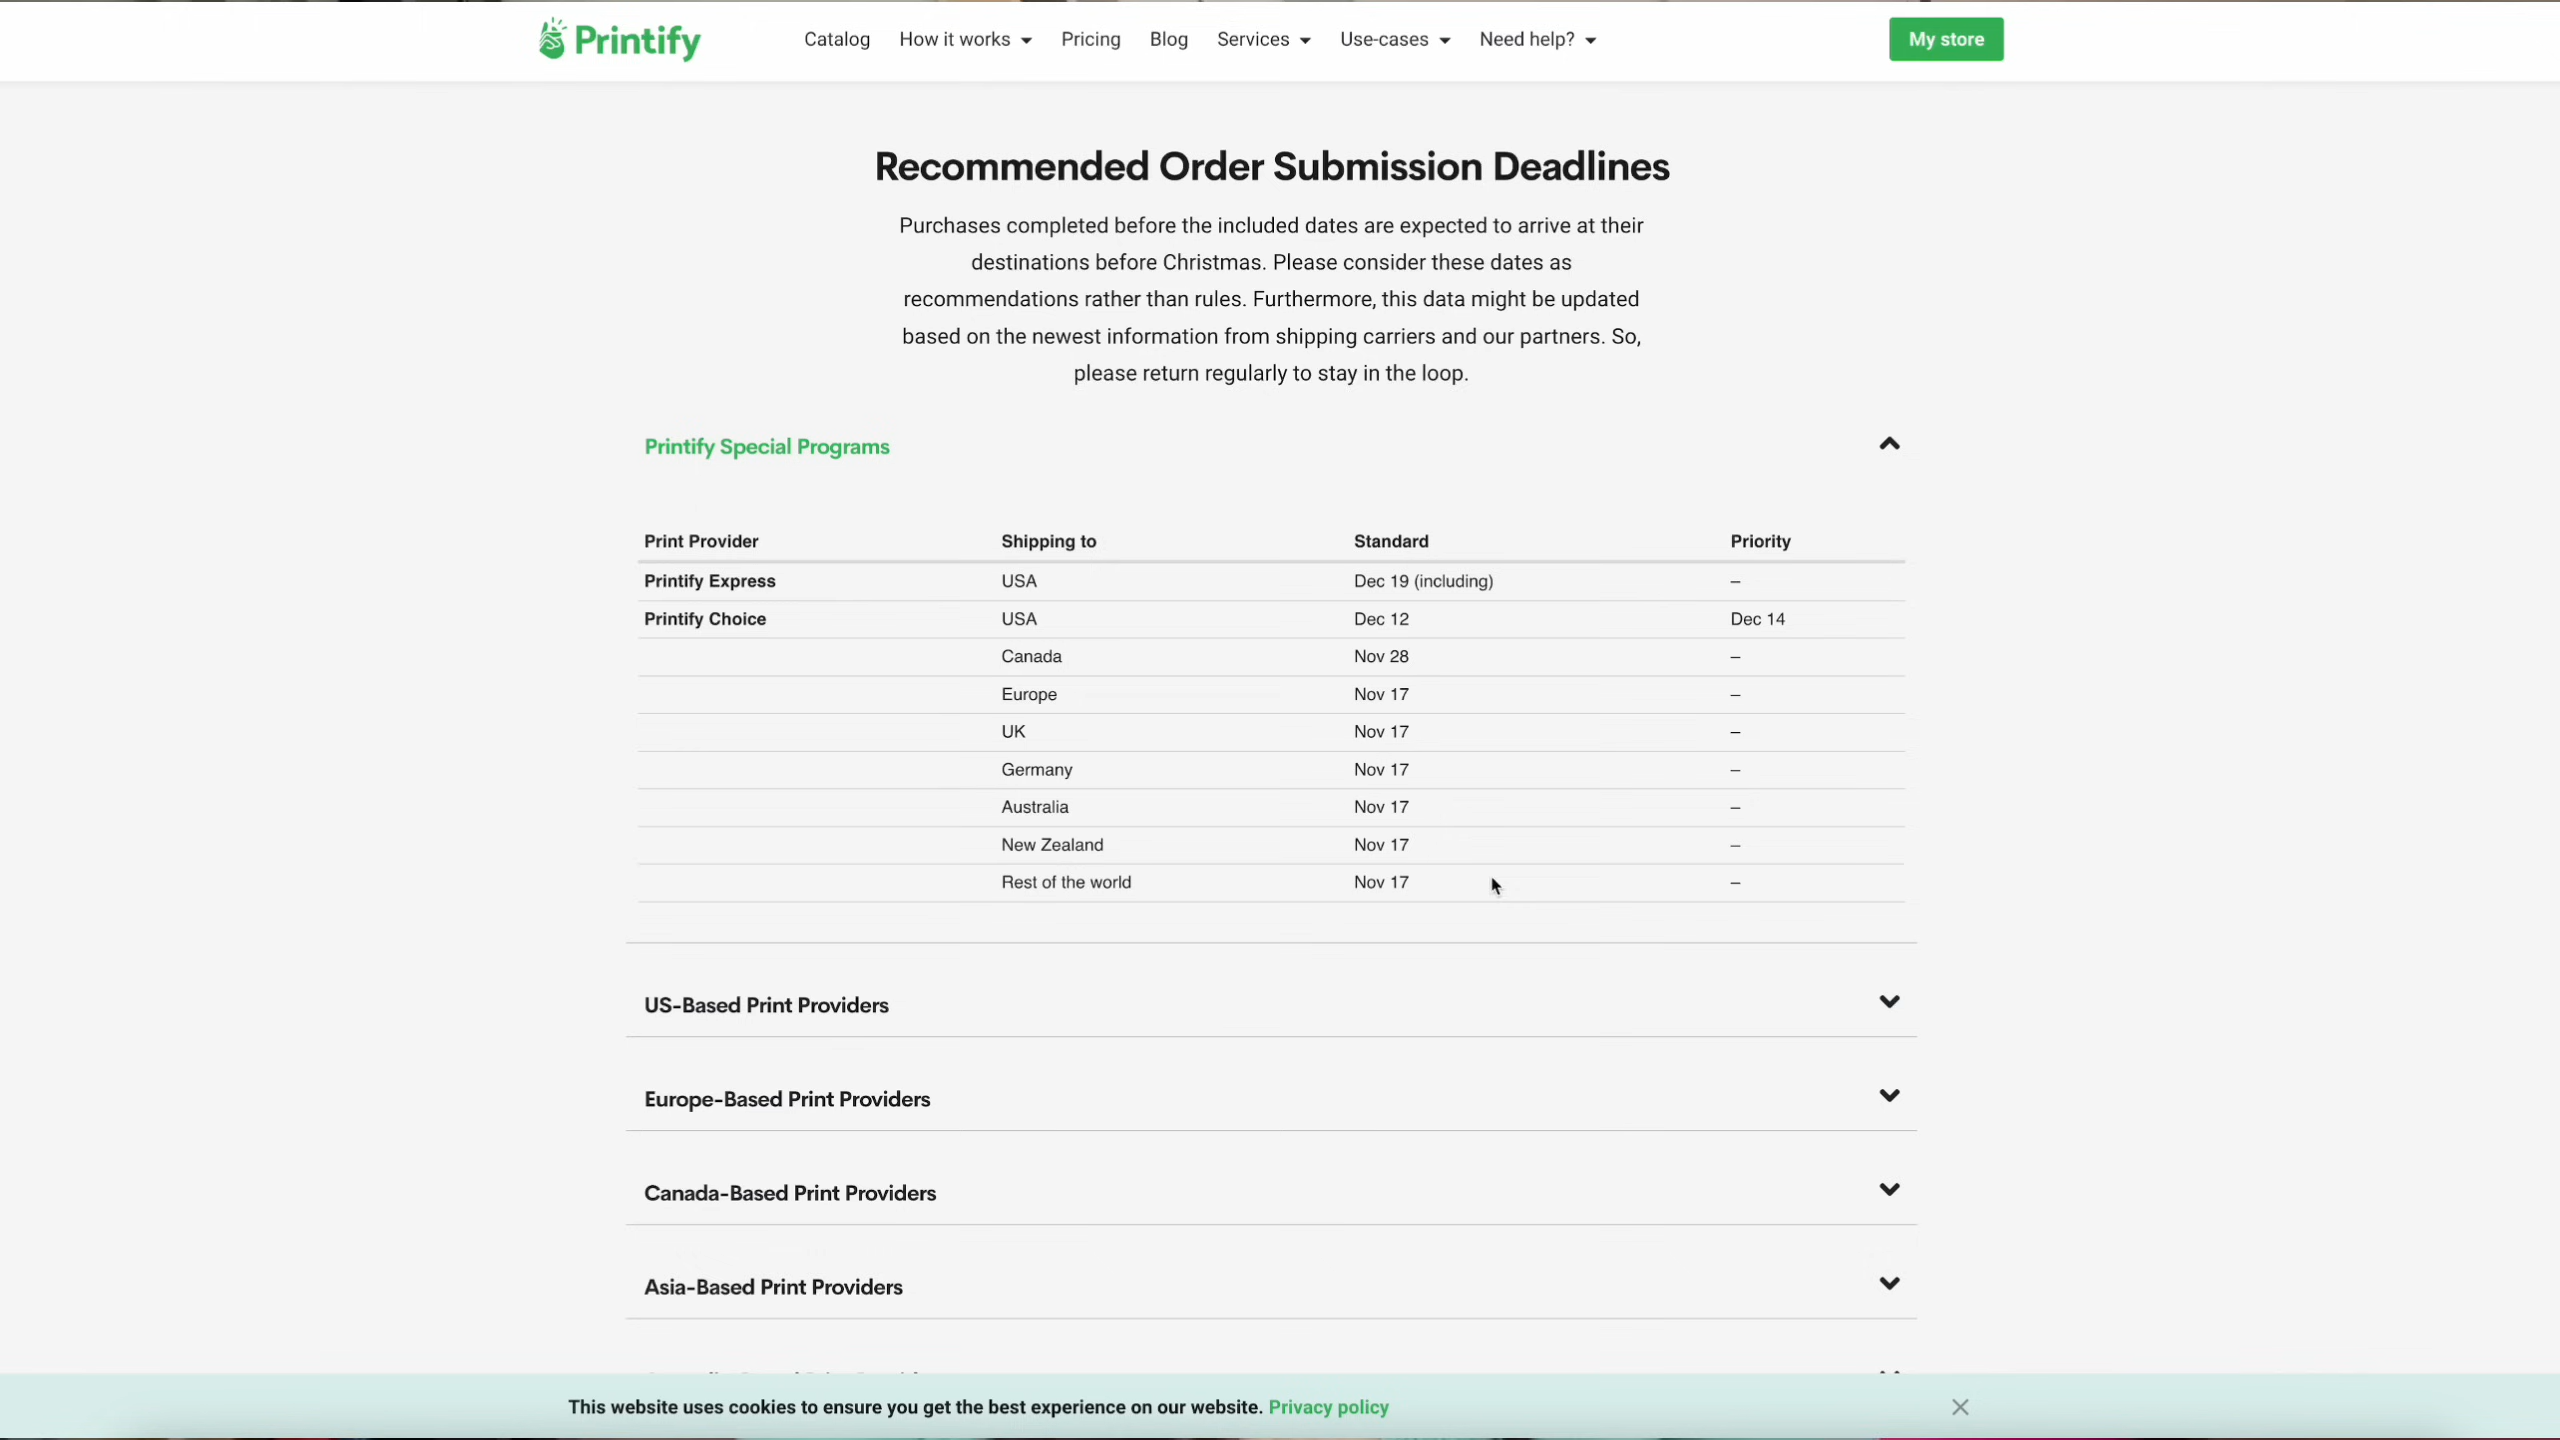 Printify
Catalog How it works Pricing Blog Services Use-cases Need help? My store
Recommended Order Submission Deadlines
Purchases completed before the included dates are expected to arrive at their
destinations before Christmas. Please consider these dates as
recommendations rather than rules. Furthermore, this data might be updated
based on the newest information from shipping carriers and our partners. So,
please return regularly to stay in the loop.
Printify Special Programs
Print Provider Shipping to Standard Priority
Printify Express USA Dec 19 (including) –
Printify Choice USA Dec 12 Dec 14
Canada Nov 28 –
Europe Nov 17 –
UK Nov 17 –
Germany Nov 17 –
Australia Nov 17 –
New Zealand Nov 17 –
Rest of the world Nov 17 –
US-Based Print Providers
Europe-Based Print Providers
Canada-Based Print Providers
Asia-Based Print Providers
This website uses cookies to ensure you get the best experience on our website. Privacy policy